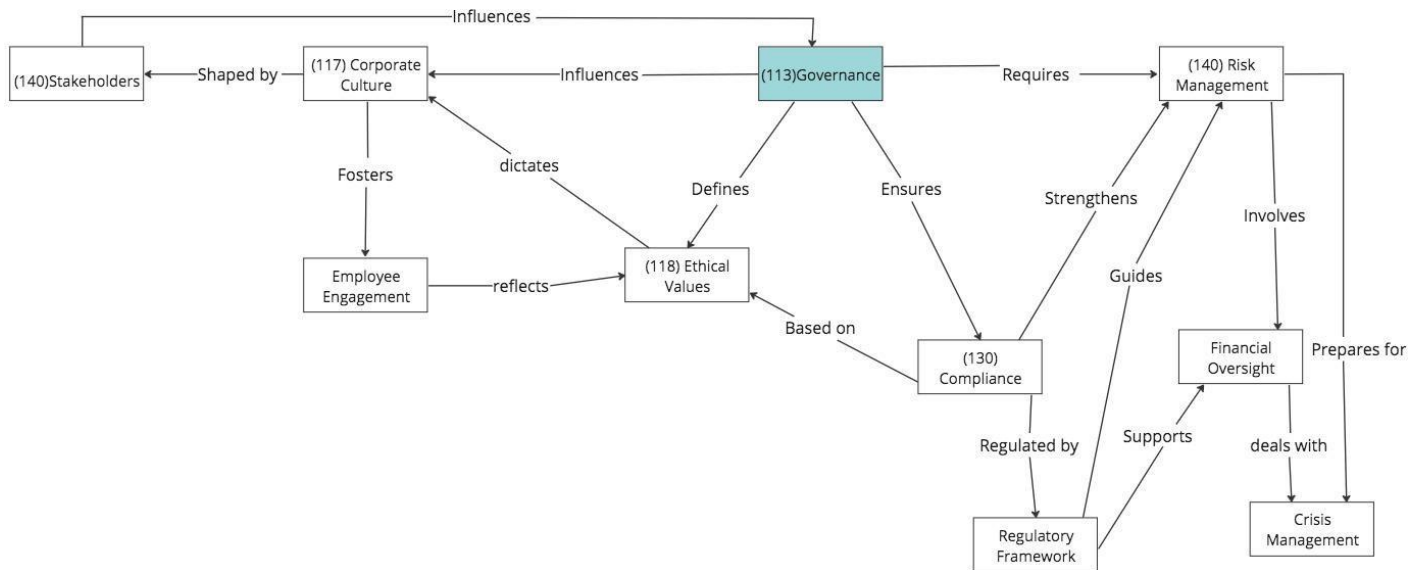 Influences
(140)Stakeholders
Shaped by
(117) Corporate
Culture
Influences
(113)Governance
Requires
(140) Risk
Management
Fosters
dictates
Defines
Ensures
Strengthens
Involves
Employee
Engagement
reflects
(118) Ethical
Values
Guides
Based on
(130)
Compliance
Financial
Oversight
Prepares for
Regulated by
Supports
deals with
Regulatory
Framework
Crisis
Management